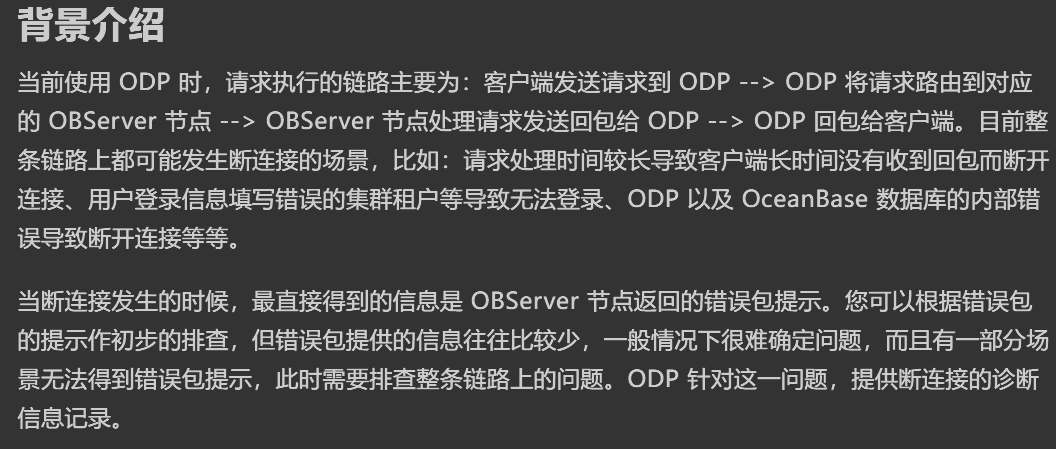 背景介绍
当前使用 ODP 时，请求执行的链路主要为：客户端发送请求到 ODP --> ODP 将请求路由到对应
的 OBServer 节点 --> OBServer 节点处理请求发送回包给 ODP --> ODP 回包给客户端。目前整
条链路上都可能发生断连接的场景，比如：请求处理时间较长导致客户端长时间没有收到回包而断开
连接、用户登录信息填写错误的集群租户等导致无法登录、ODP 以及 OceanBase 数据库的内部错
误导致断开连接等等。
当断连接发生的时候，最直接得到的信息是 OBServer 节点返回的错误包提示。您可以根据错误包
的提示作初步的排查，但错误包提供的信息往往比较少，一般情况下很难确定问题，而且有一部分场
景无法得到错误包提示，此时需要排查整条链路上的问题。ODP 针对这一问题，提供断连接的诊断
信息记录。